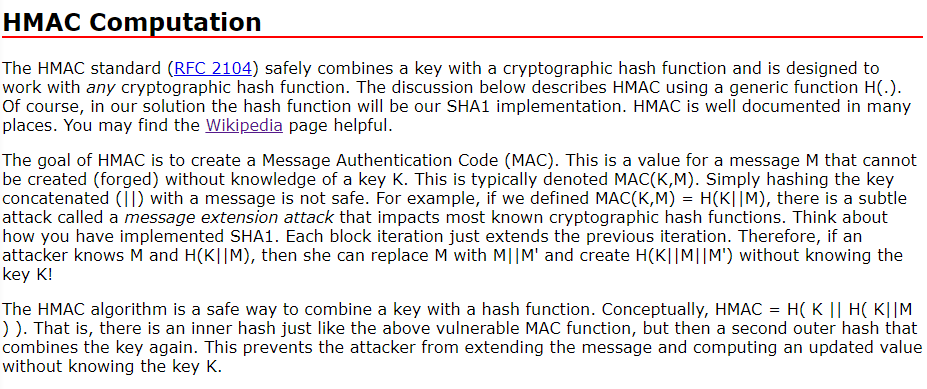 HMAC Computation
The HMAC standard (RFC 2104) safely combines a key with a cryptographic hash function and is designed to
work with any cryptographic hash function. The discussion below describes HMAC using a generic function H(.).
Of course, in our solution the hash function will be our SHA1 implementation. HMAC is well documented in many
places. You may find the Wikipedia page helpful.
The goal of HMAC is to create a Message Authentication Code (MAC). This is a value for a message M that cannot
be created (forged) without knowledge of a key K. This is typically denoted MAC(K,M). Simply hashing the key
concatenated (||) with a message is not safe. For example, if we defined MAC(K,M) = H(K||M), there is a subtle
attack called a message extension attack that impacts most known cryptographic hash functions. Think about
how you have implemented SHA1. Each block iteration just extends the previous iteration. Therefore, if an
attacker knows M and H(K||M), then she can replace M with M||M' and create H(K||M||M') without knowing the
key K!
The HMAC algorithm is a safe way to combine a key with a hash function. Conceptually, HMAC = H( K || H( K||M
) ). That is, there is an inner hash just like the above vulnerable MAC function, but then a second outer hash that
combines the key again. This prevents the attacker from extending the message and computing an updated value
without knowing the key K.